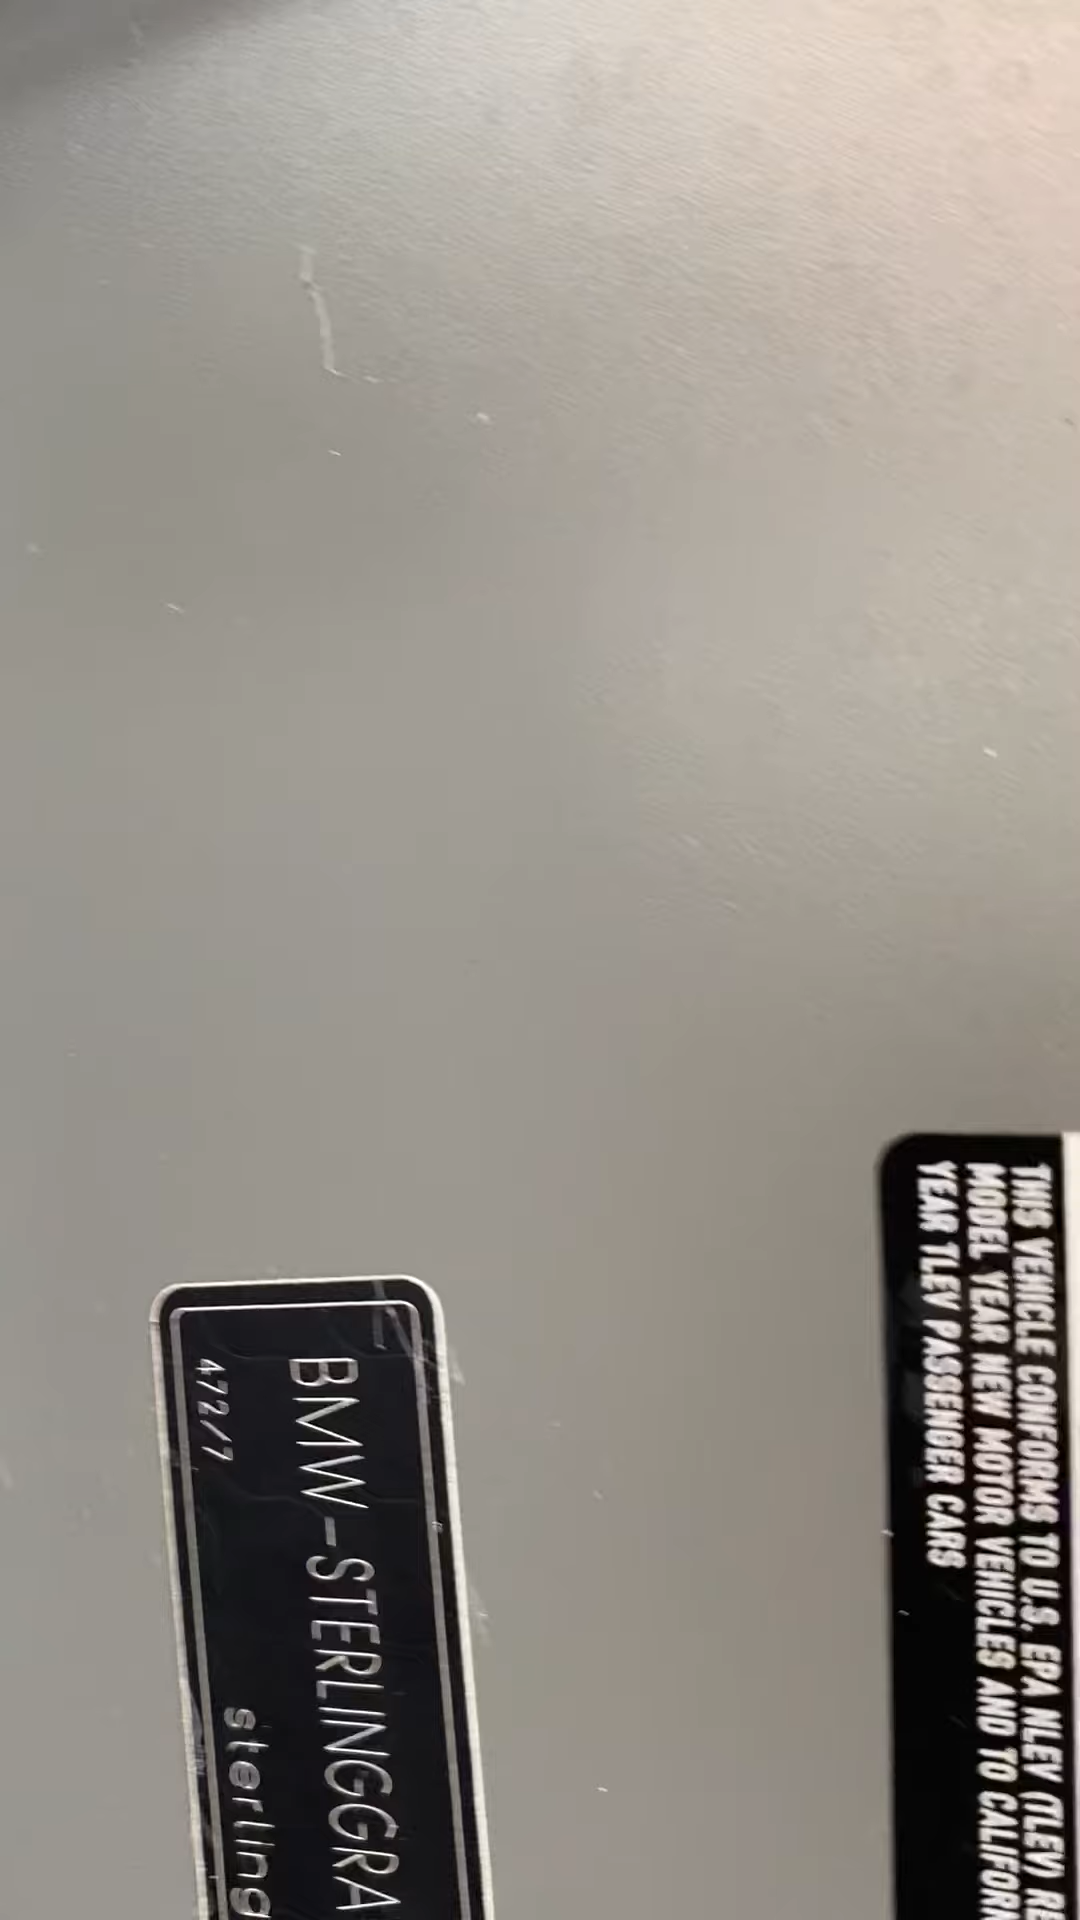 BMW-STERLINGGRA
472/7 sterling
THIS VEHICLE CONFORMS TO U.S. EPA NLEV (TLEV) RE
MODEL YEAR NEW MOTOR VEHICLES AND TO CALIFORN
YEAR TLEV PASSENGER CARS